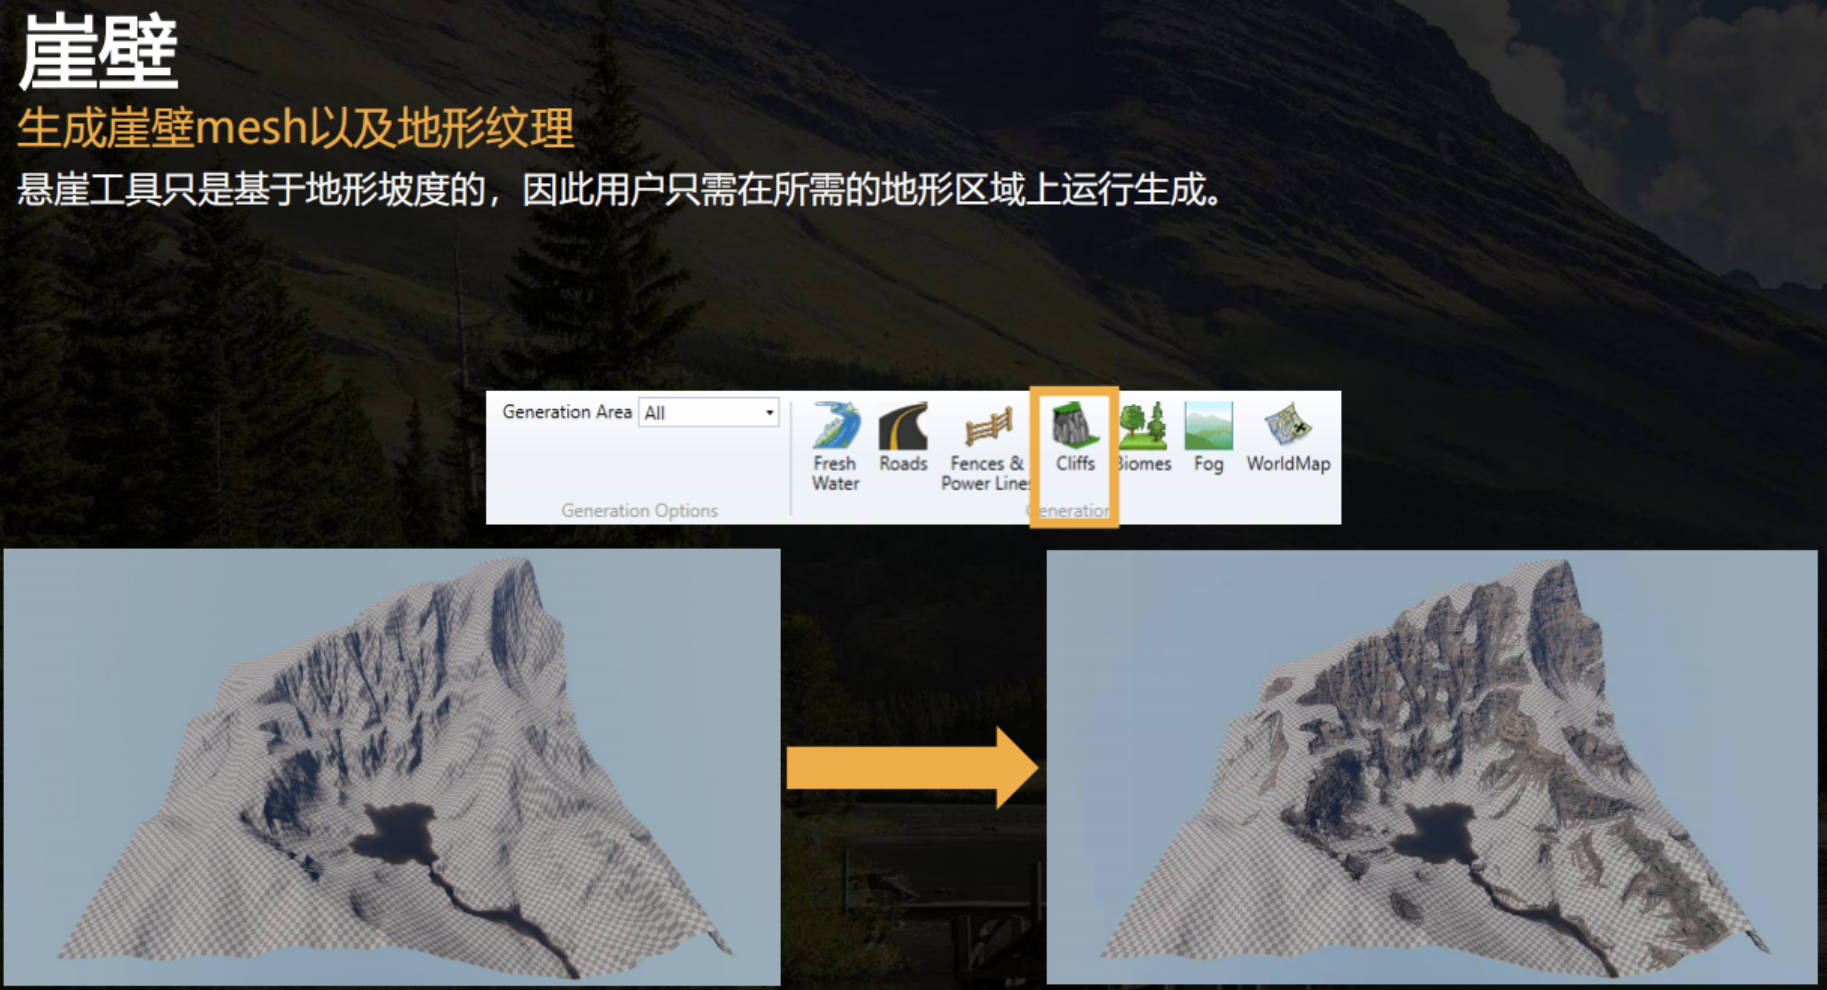 崖壁
生成崖壁mesh以及地形纹理
悬崖工具只是基于地形坡度的，因此用户只需在所需的地形区域上运行生成。
Generation Area All
Fresh Water
Roads
Fences & Power Lines
Cliffs
Biomes
Fog
WorldMap
Generation Options
Generation